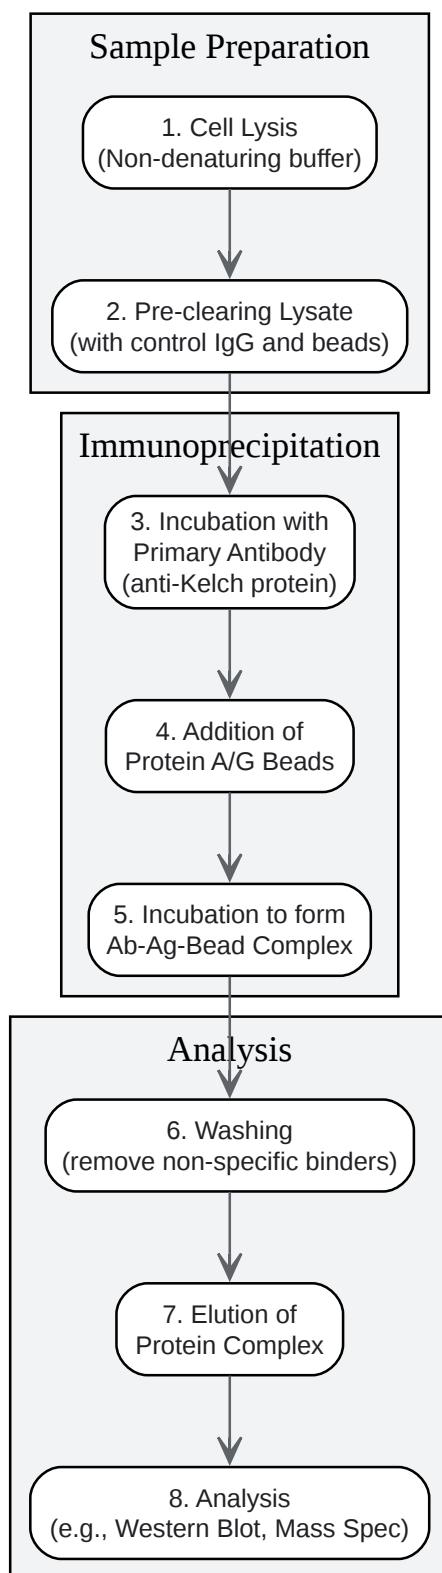 Sample Preparation
1. Cell Lysis
(Non-denaturing buffer)
2. Pre-clearing Lysate
(with control IgG and beads)
Immunoprecipitation
3. Incubation with
Primary Antibody
(anti-Kelch protein)
4. Addition of
Protein A/G Beads
5. Incubation to form
Ab-Ag-Bead Complex
Analysis
6. Washing
(remove non-specific binders)
7. Elution of
Protein Complex
8. Analysis
(e.g., Western Blot, Mass Spec)